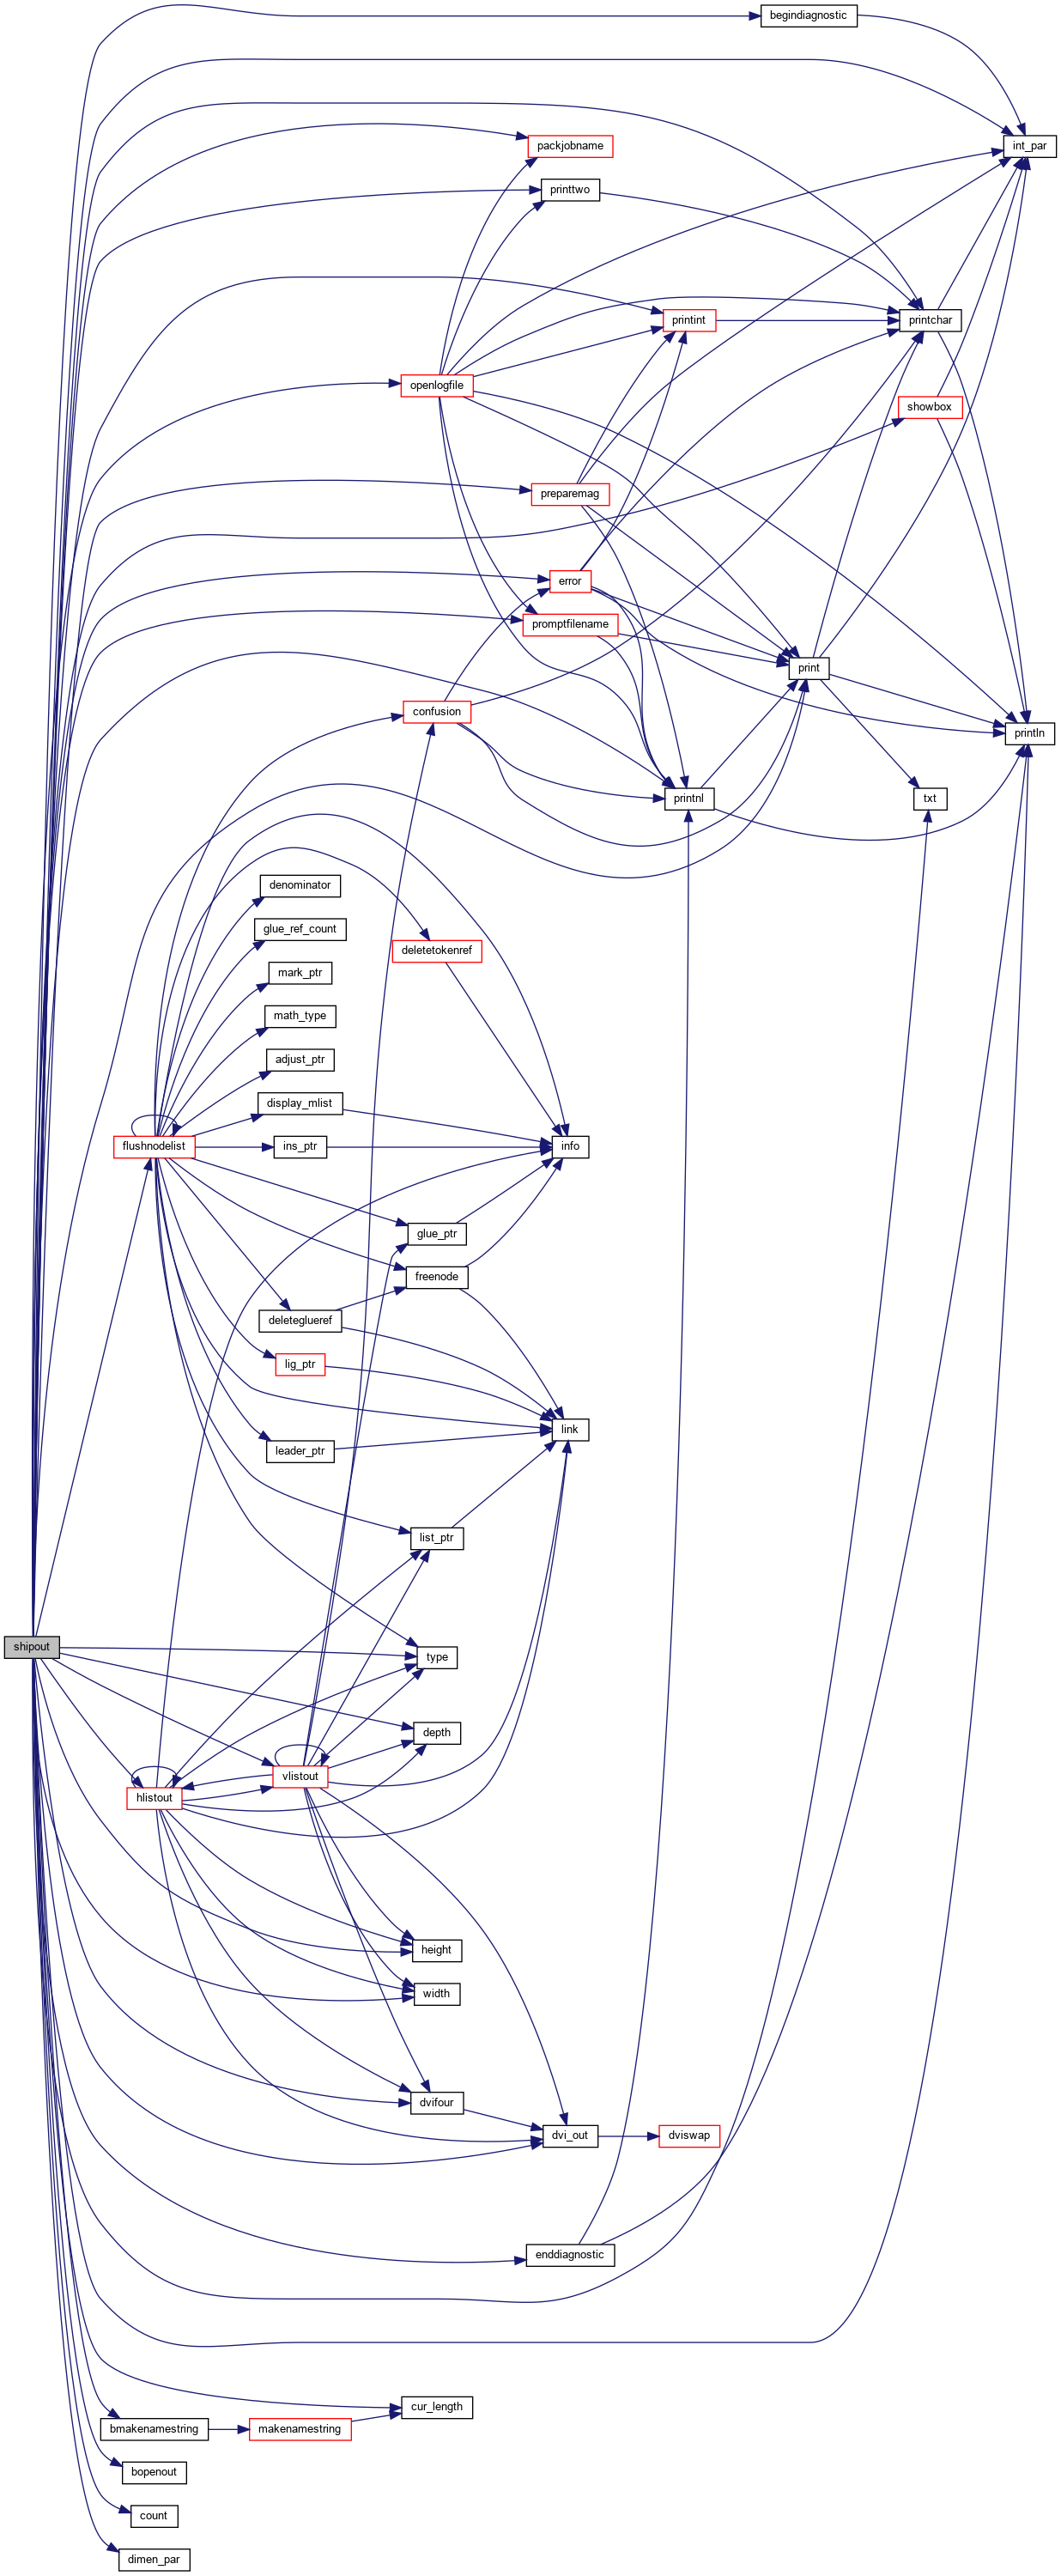 begindiagnostic
int_par
packjobname
printtwo
printint
printchar
openlogfile
showbox
preparemag
error
promptfilename
print
confusion
println
printnl
txt
denominator
glue_ref_count
deletetokenref
mark_ptr
math_type
adjust_ptr
display_mlist
flushnodelist
ins_ptr
info
glue_ptr
freenode
deleteglueref
lig_ptr
link
leader_ptr
list_ptr
shipout
type
depth
vlistout
hlistout
height
width
dvifour
dvi_out
dviswap
enddiagnostic
cur_length
bmakenamestring
makenamestring
bopenout
count
dimen_par